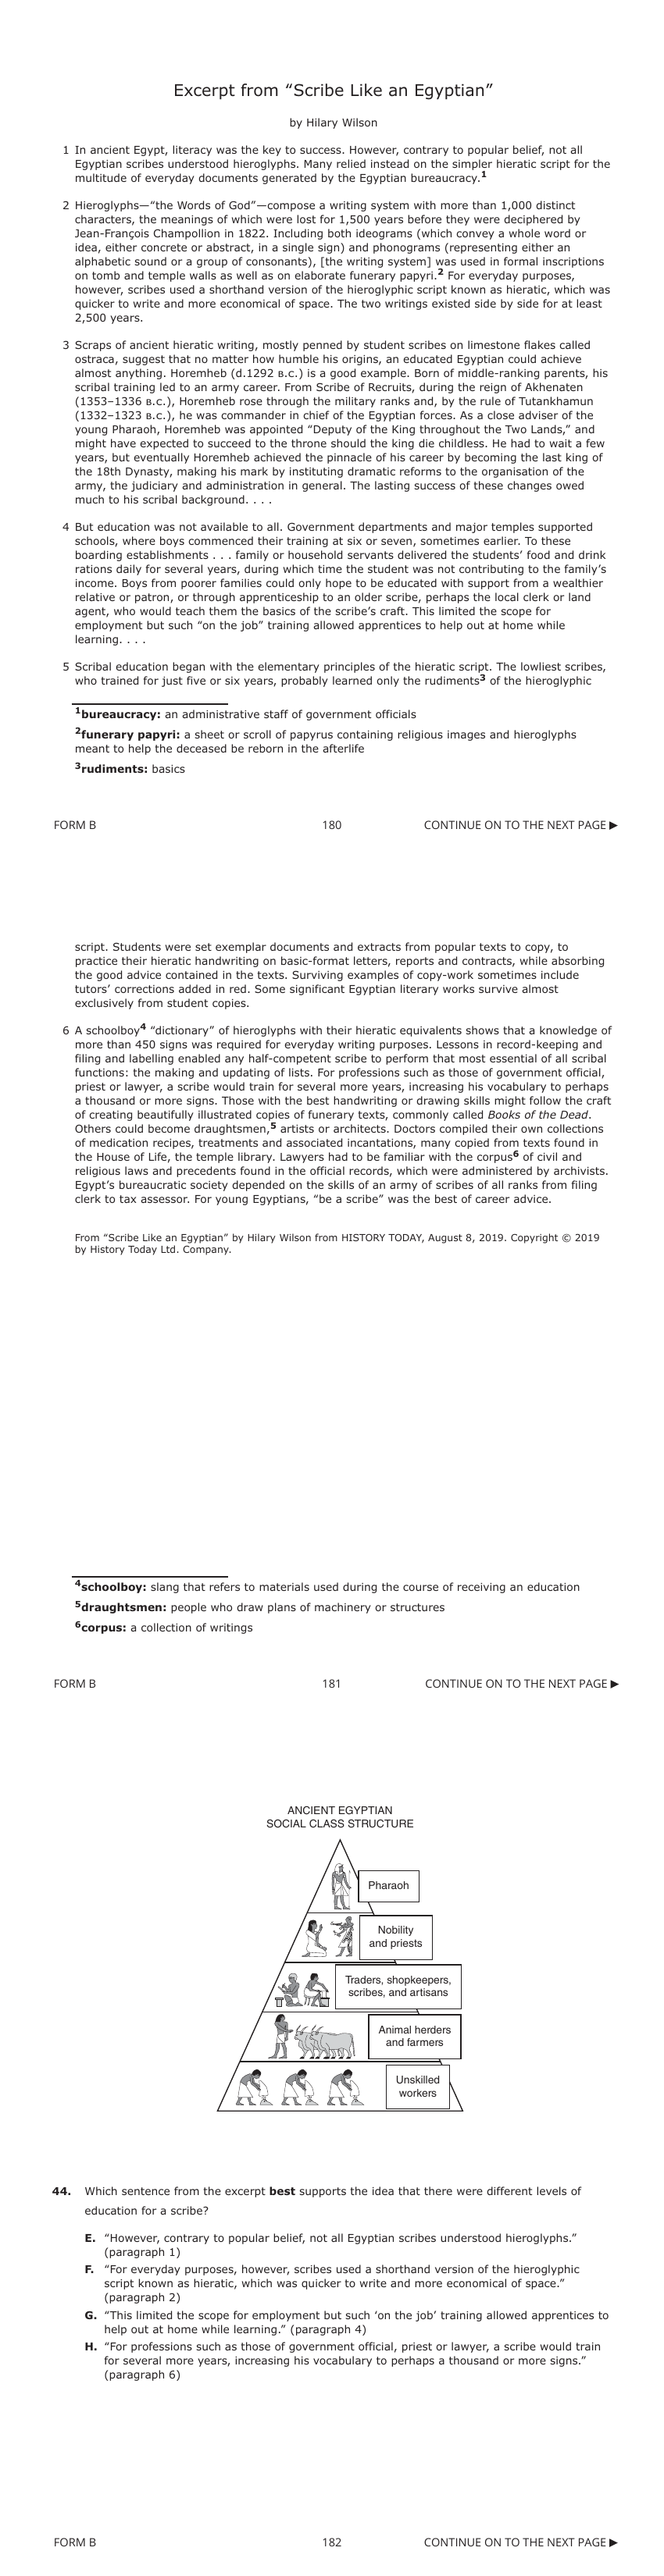 Excerpt from “Scribe Like an Egyptian”
by Hilary Wilson
1 In ancient Egypt, literacy was the key to success. However, contrary to popular belief, not all
Egyptian scribes understood hieroglyphs. Many relied instead on the simpler hieratic script for the
multitude of everyday documents generated by the Egyptian bureaucracy.1
2 Hieroglyphs—“the Words of God”—compose a writing system with more than 1,000 distinct
characters, the meanings of which were lost for 1,500 years before they were deciphered by
Jean-François Champollion in 1822. Including both ideograms (which convey a whole word or
idea, either concrete or abstract, in a single sign) and phonograms (representing either an
alphabetic sound or a group of consonants), [the writing system] was used in formal inscriptions
on tomb and temple walls as well as on elaborate funerary papyri.2 For everyday purposes,
however, scribes used a shorthand version of the hieroglyphic script known as hieratic, which was
quicker to write and more economical of space. The two writings existed side by side for at least
2,500 years.
3 Scraps of ancient hieratic writing, mostly penned by student scribes on limestone flakes called
ostraca, suggest that no matter how humble his origins, an educated Egyptian could achieve
almost anything. Horemheb (d.1292 B.C.) is a good example. Born of middle-ranking parents, his
scribal training led to an army career. From Scribe of Recruits, during the reign of Akhenaten
(1353–1336 B.C.), Horemheb rose through the military ranks and, by the rule of Tutankhamun
(1332–1323 B.C.), he was commander in chief of the Egyptian forces. As a close adviser of the
young Pharaoh, Horemheb was appointed “Deputy of the King throughout the Two Lands,” and
might have expected to succeed to the throne should the king die childless. He had to wait a few
years, but eventually Horemheb achieved the pinnacle of his career by becoming the last king of
the 18th Dynasty, making his mark by instituting dramatic reforms to the organisation of the
army, the judiciary and administration in general. The lasting success of these changes owed
much to his scribal background. . . .
4 But education was not available to all. Government departments and major temples supported
schools, where boys commenced their training at six or seven, sometimes earlier. To these
boarding establishments . . . family or household servants delivered the students’ food and drink
rations daily for several years, during which time the student was not contributing to the family’s
income. Boys from poorer families could only hope to be educated with support from a wealthier
relative or patron, or through apprenticeship to an older scribe, perhaps the local clerk or land
agent, who would teach them the basics of the scribe’s craft. This limited the scope for
employment but such “on the job” training allowed apprentices to help out at home while
learning. . . .
5 Scribal education began with the elementary principles of the hieratic script. The lowliest scribes,
who trained for just five or six years, probably learned only the rudiments3 of the hieroglyphic
1bureaucracy: an administrative staff of government officials
2funerary papyri: a sheet or scroll of papyrus containing religious images and hieroglyphs
meant to help the deceased be reborn in the afterlife
3rudiments: basics
FORM B 180 CONTINUE ON TO THE NEXT PAGE ▶
script. Students were set exemplar documents and extracts from popular texts to copy, to
practice their hieratic handwriting on basic-format letters, reports and contracts, while absorbing
the good advice contained in the texts. Surviving examples of copy-work sometimes include
tutors’ corrections added in red. Some significant Egyptian literary works survive almost
exclusively from student copies.
6 A schoolboy4 “dictionary” of hieroglyphs with their hieratic equivalents shows that a knowledge of
more than 450 signs was required for everyday writing purposes. Lessons in record-keeping and
filing and labelling enabled any half-competent scribe to perform that most essential of all scribal
functions: the making and updating of lists. For professions such as those of government official,
priest or lawyer, a scribe would train for several more years, increasing his vocabulary to perhaps
a thousand or more signs. Those with the best handwriting or drawing skills might follow the craft
of creating beautifully illustrated copies of funerary texts, commonly called Books of the Dead.
Others could become draughtsmen,5 artists or architects. Doctors compiled their own collections
of medication recipes, treatments and associated incantations, many copied from texts found in
the House of Life, the temple library. Lawyers had to be familiar with the corpus6 of civil and
religious laws and precedents found in the official records, which were administered by archivists.
Egypt’s bureaucratic society depended on the skills of an army of scribes of all ranks from filing
clerk to tax assessor. For young Egyptians, “be a scribe” was the best of career advice.
From “Scribe Like an Egyptian” by Hilary Wilson from HISTORY TODAY, August 8, 2019. Copyright © 2019
by History Today Ltd. Company.
4schoolboy: slang that refers to materials used during the course of receiving an education
5draughtsmen: people who draw plans of machinery or structures
6corpus: a collection of writings
FORM B 181 CONTINUE ON TO THE NEXT PAGE ▶
ANCIENT EGYPTIAN
SOCIAL CLASS STRUCTURE
Pharaoh
Nobility
and priests
Traders, shopkeepers,
scribes, and artisans
Animal herders
and farmers
Unskilled
workers
44. Which sentence from the excerpt best supports the idea that there were different levels of
education for a scribe?
E. “However, contrary to popular belief, not all Egyptian scribes understood hieroglyphs.”
(paragraph 1)
F. “For everyday purposes, however, scribes used a shorthand version of the hieroglyphic
script known as hieratic, which was quicker to write and more economical of space.”
(paragraph 2)
G. “This limited the scope for employment but such ‘on the job’ training allowed apprentices to
help out at home while learning.” (paragraph 4)
H. “For professions such as those of government official, priest or lawyer, a scribe would train
for several more years, increasing his vocabulary to perhaps a thousand or more signs.”
(paragraph 6)
FORM B 182 CONTINUE ON TO THE NEXT PAGE ▶